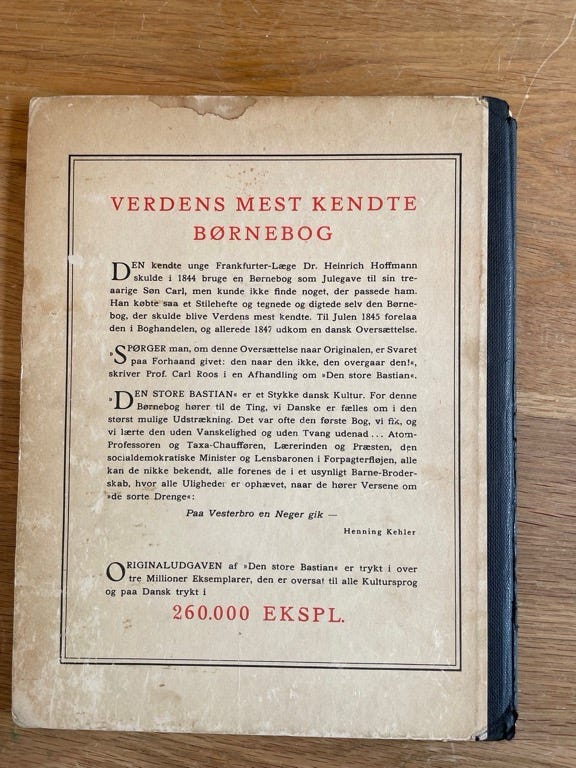 VERDENS MEST KENDTE
BØRNEBOG
DEN kendte unge Frankfurter-Læge Dr. Heinrich Hoffmann
skulde i 1844 bruge en Børnebog som Julegave til sin tre-
aarige Søn Carl, men kunde ikke finde noget, der passede ham.
Han købte saa et Stilehefte og tegnede og digtede selv den Børne-
bog, der skulde blive Verdens mest kendte. Til Julen 1845 forelaa
den i Boghandelen, og allerede 1847 udkom en dansk Oversættelse.
»SPØRGER man, om denne Oversættelse naar Originalen, er Svaret
paa Forhaand givet: den naar den ikke, den overgaar den!«,
skriver Prof. Carl Roos i en Afhandling om »Den store Bastian«.
»DEN STORE BASTIAN« er et Stykke dansk Kultur. For denne
Børnebog hører til de Ting, vi Danske er fælles om i den
størst mulige Udstrækning. Det var ofte den første Bog, vi fik, og
vi lærte den uden Vanskelighed og uden Tvang udenad ... Atom-
Professoren og Taxa-Chaufføren, Lærerinden og Præsten, den
socialdemokratiske Minister og Lensbaronen i Forpagterfløjen, alle
kan de nikke bekendt, alle forenes de i et usynligt Barne-Broder-
skab, hvor alle Uligheder er ophævet, naar de hører Versene om
»de sorte Drenge«:
Paa Vesterbro en Neger gik —
Henning Kehler
ORIGINALUDGAVEN af »Den store Bastian« er trykt i over
tre Millioner Eksemplarer, den er oversat til alle Kultursprog
og paa Dansk trykt i
260.000 EKSPL.